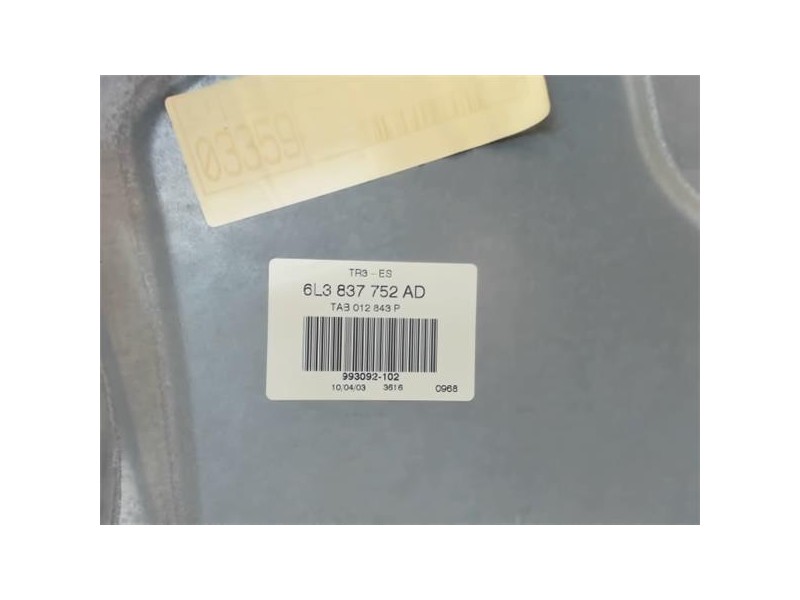 03359
TR3 - ES
6L3 837 752 AD
TAB 012 843 P
993092-102
10/04/03 3616 0968